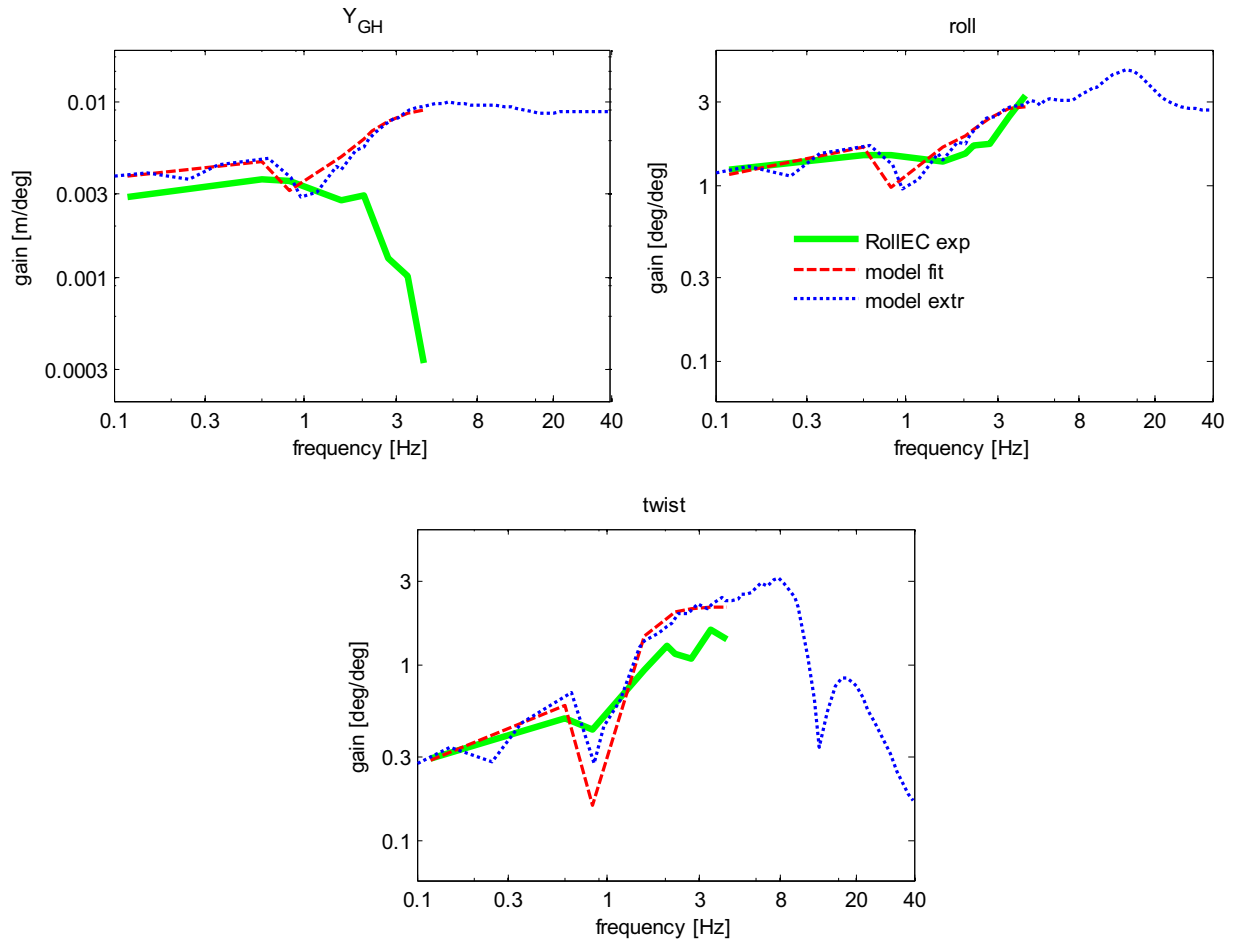 Y_GH
gain [m/deg]
0.01
0.003
0.001
0.0003
0.1 0.3 1 3 8 20 40
frequency [Hz]
roll
gain [deg/deg]
3
1
0.3
0.1
RollEC exp
model fit
model extr
0.1 0.3 1 3 8 20 40
frequency [Hz]
twist
gain [deg/deg]
3
1
0.3
0.1
0.1 0.3 1 3 8 20 40
frequency [Hz]